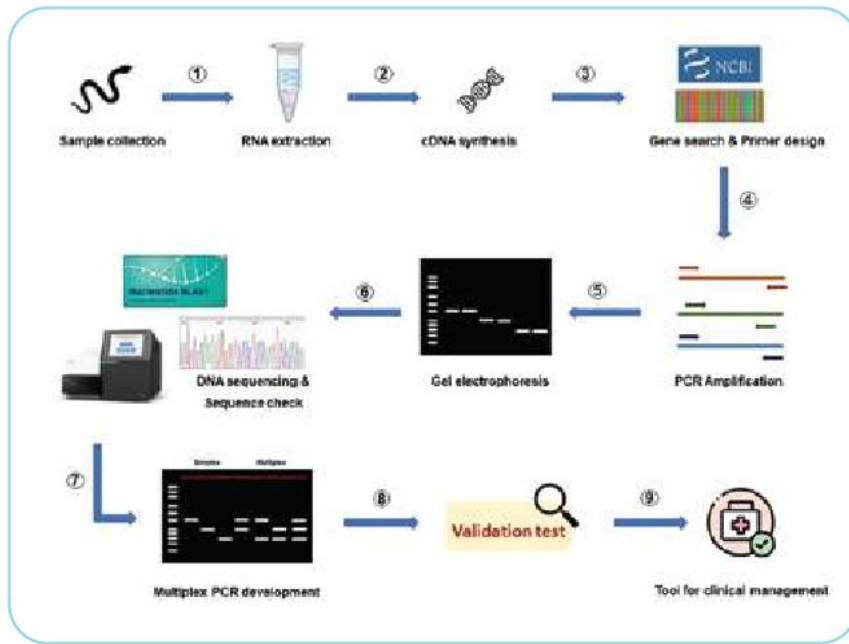 ①
②
③
NCBI
Sample collection
RNA extraction
cDNA synthesis
Gene search & Primer design
④
⑥
⑤
DNA sequencing &
Sequence check
Gel electrophoresis
PCR Amplification
⑦
Multiplex
⑧
Validation test
⑨
Multiplex PCR development
Tool for clinical management